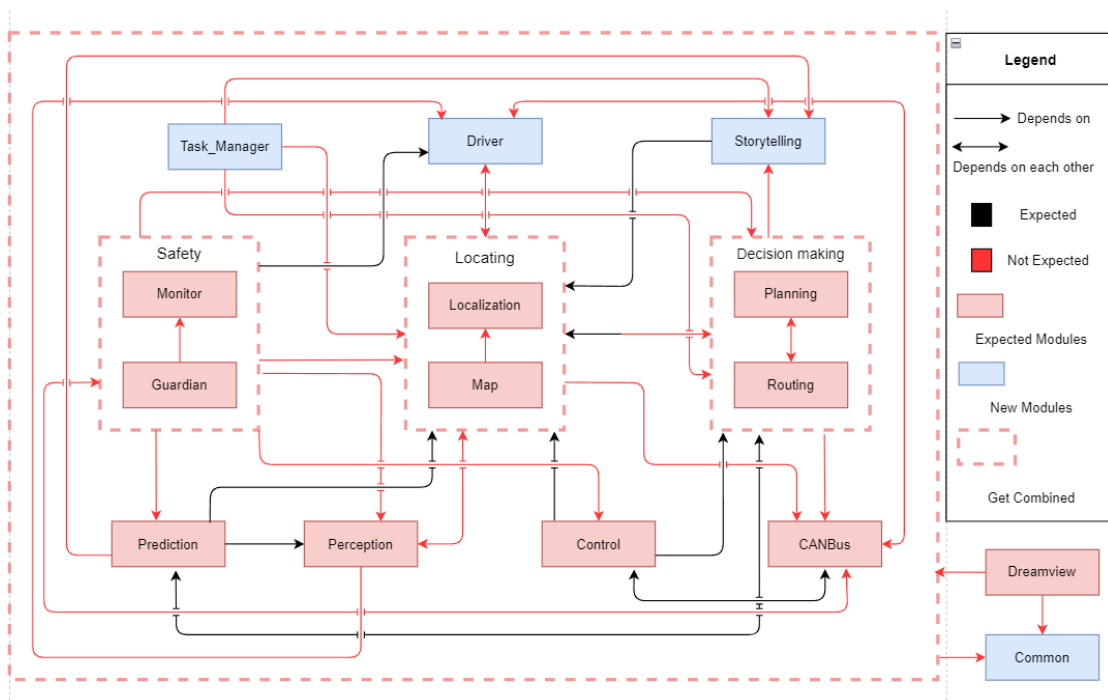 Legend
Depends on
Depends on each other
Expected
Not Expected
Expected Modules
New Modules
Get Combined
Task_Manager
Driver
Storytelling
Safety
Locating
Decision making
Monitor
Localization
Planning
Guardian
Map
Routing
Prediction
Perception
Control
CANBus
Dreamview
Common